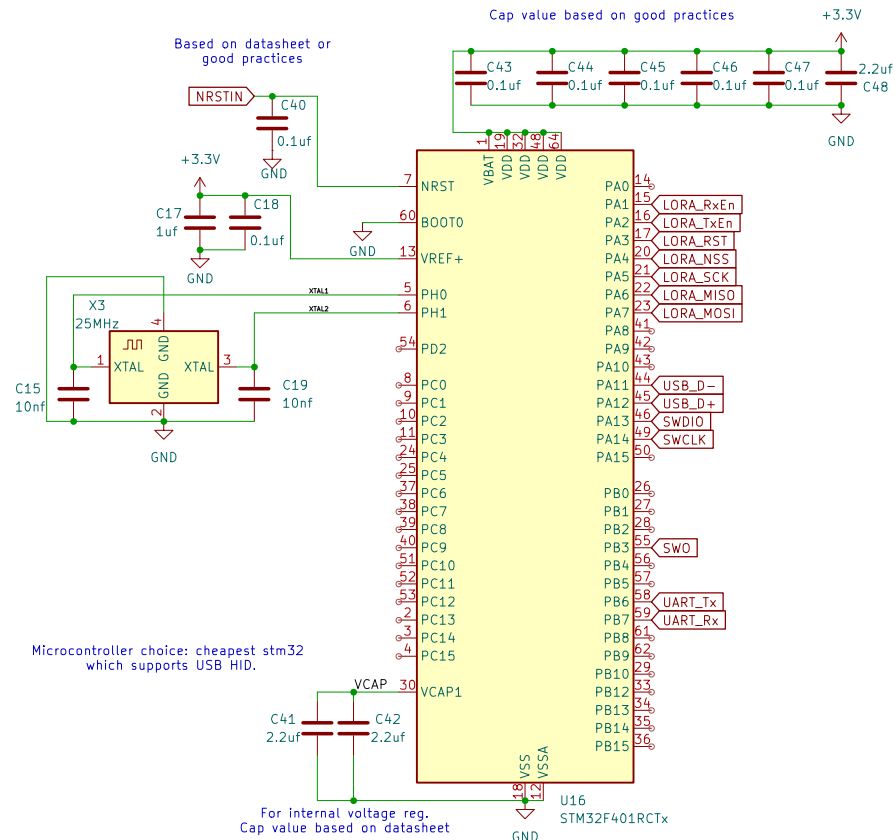 Cap value based on good practices
+3.3V
Based on datasheet or
good practices
C43
0.1uf
C44
0.1uf
C45
0.1uf
C46
0.1uf
C47
0.1uf
2.2uf
C48
GND
NRSTIN
C40
0.1uf
GND
+3.3V
C17
1uf
C18
0.1uf
GND
GND
1
VBAT
19
VDD
32
VDD
48
VDD
64
VDD
7
NRST
60
BOOT0
13
VREF+
XTAL1
5
PH0
XTAL2
6
PH1
X3
25MHz
4
GND
1
XTAL
XTAL
3
GND
2
GND
C15
10nf
C19
10nf
54
PD2
8
PC0
9
PC1
10
PC2
11
PC3
24
PC4
25
PC5
37
PC6
38
PC7
39
PC8
40
PC9
51
PC10
52
PC11
53
PC12
2
PC13
3
PC14
4
PC15
VCAP
30
VCAP1
PA0
14
PA1
15
LORA_RxEn
PA2
16
LORA_TxEn
PA3
17
LORA_RST
PA4
20
LORA_NSS
PA5
21
LORA_SCK
PA6
22
LORA_MISO
PA7
23
LORA_MOSI
PA8
41
PA9
42
PA10
43
PA11
44
USB_D-
PA12
45
USB_D+
PA13
46
SWDIO
PA14
49
SWCLK
PA15
50
PB0
26
PB1
27
PB2
28
PB3
55
SWO
PB4
56
PB5
57
PB6
58
UART_Tx
PB7
59
UART_Rx
PB8
61
PB9
62
PB10
29
PB12
33
PB13
34
PB14
35
PB15
36
Microcontroller choice: cheapest stm32
which supports USB HID.
C41
2.2uf
C42
2.2uf
For internal voltage reg.
Cap value based on datasheet
VSS
18
VSSA
12
GND
U16
STM32F401RCTx